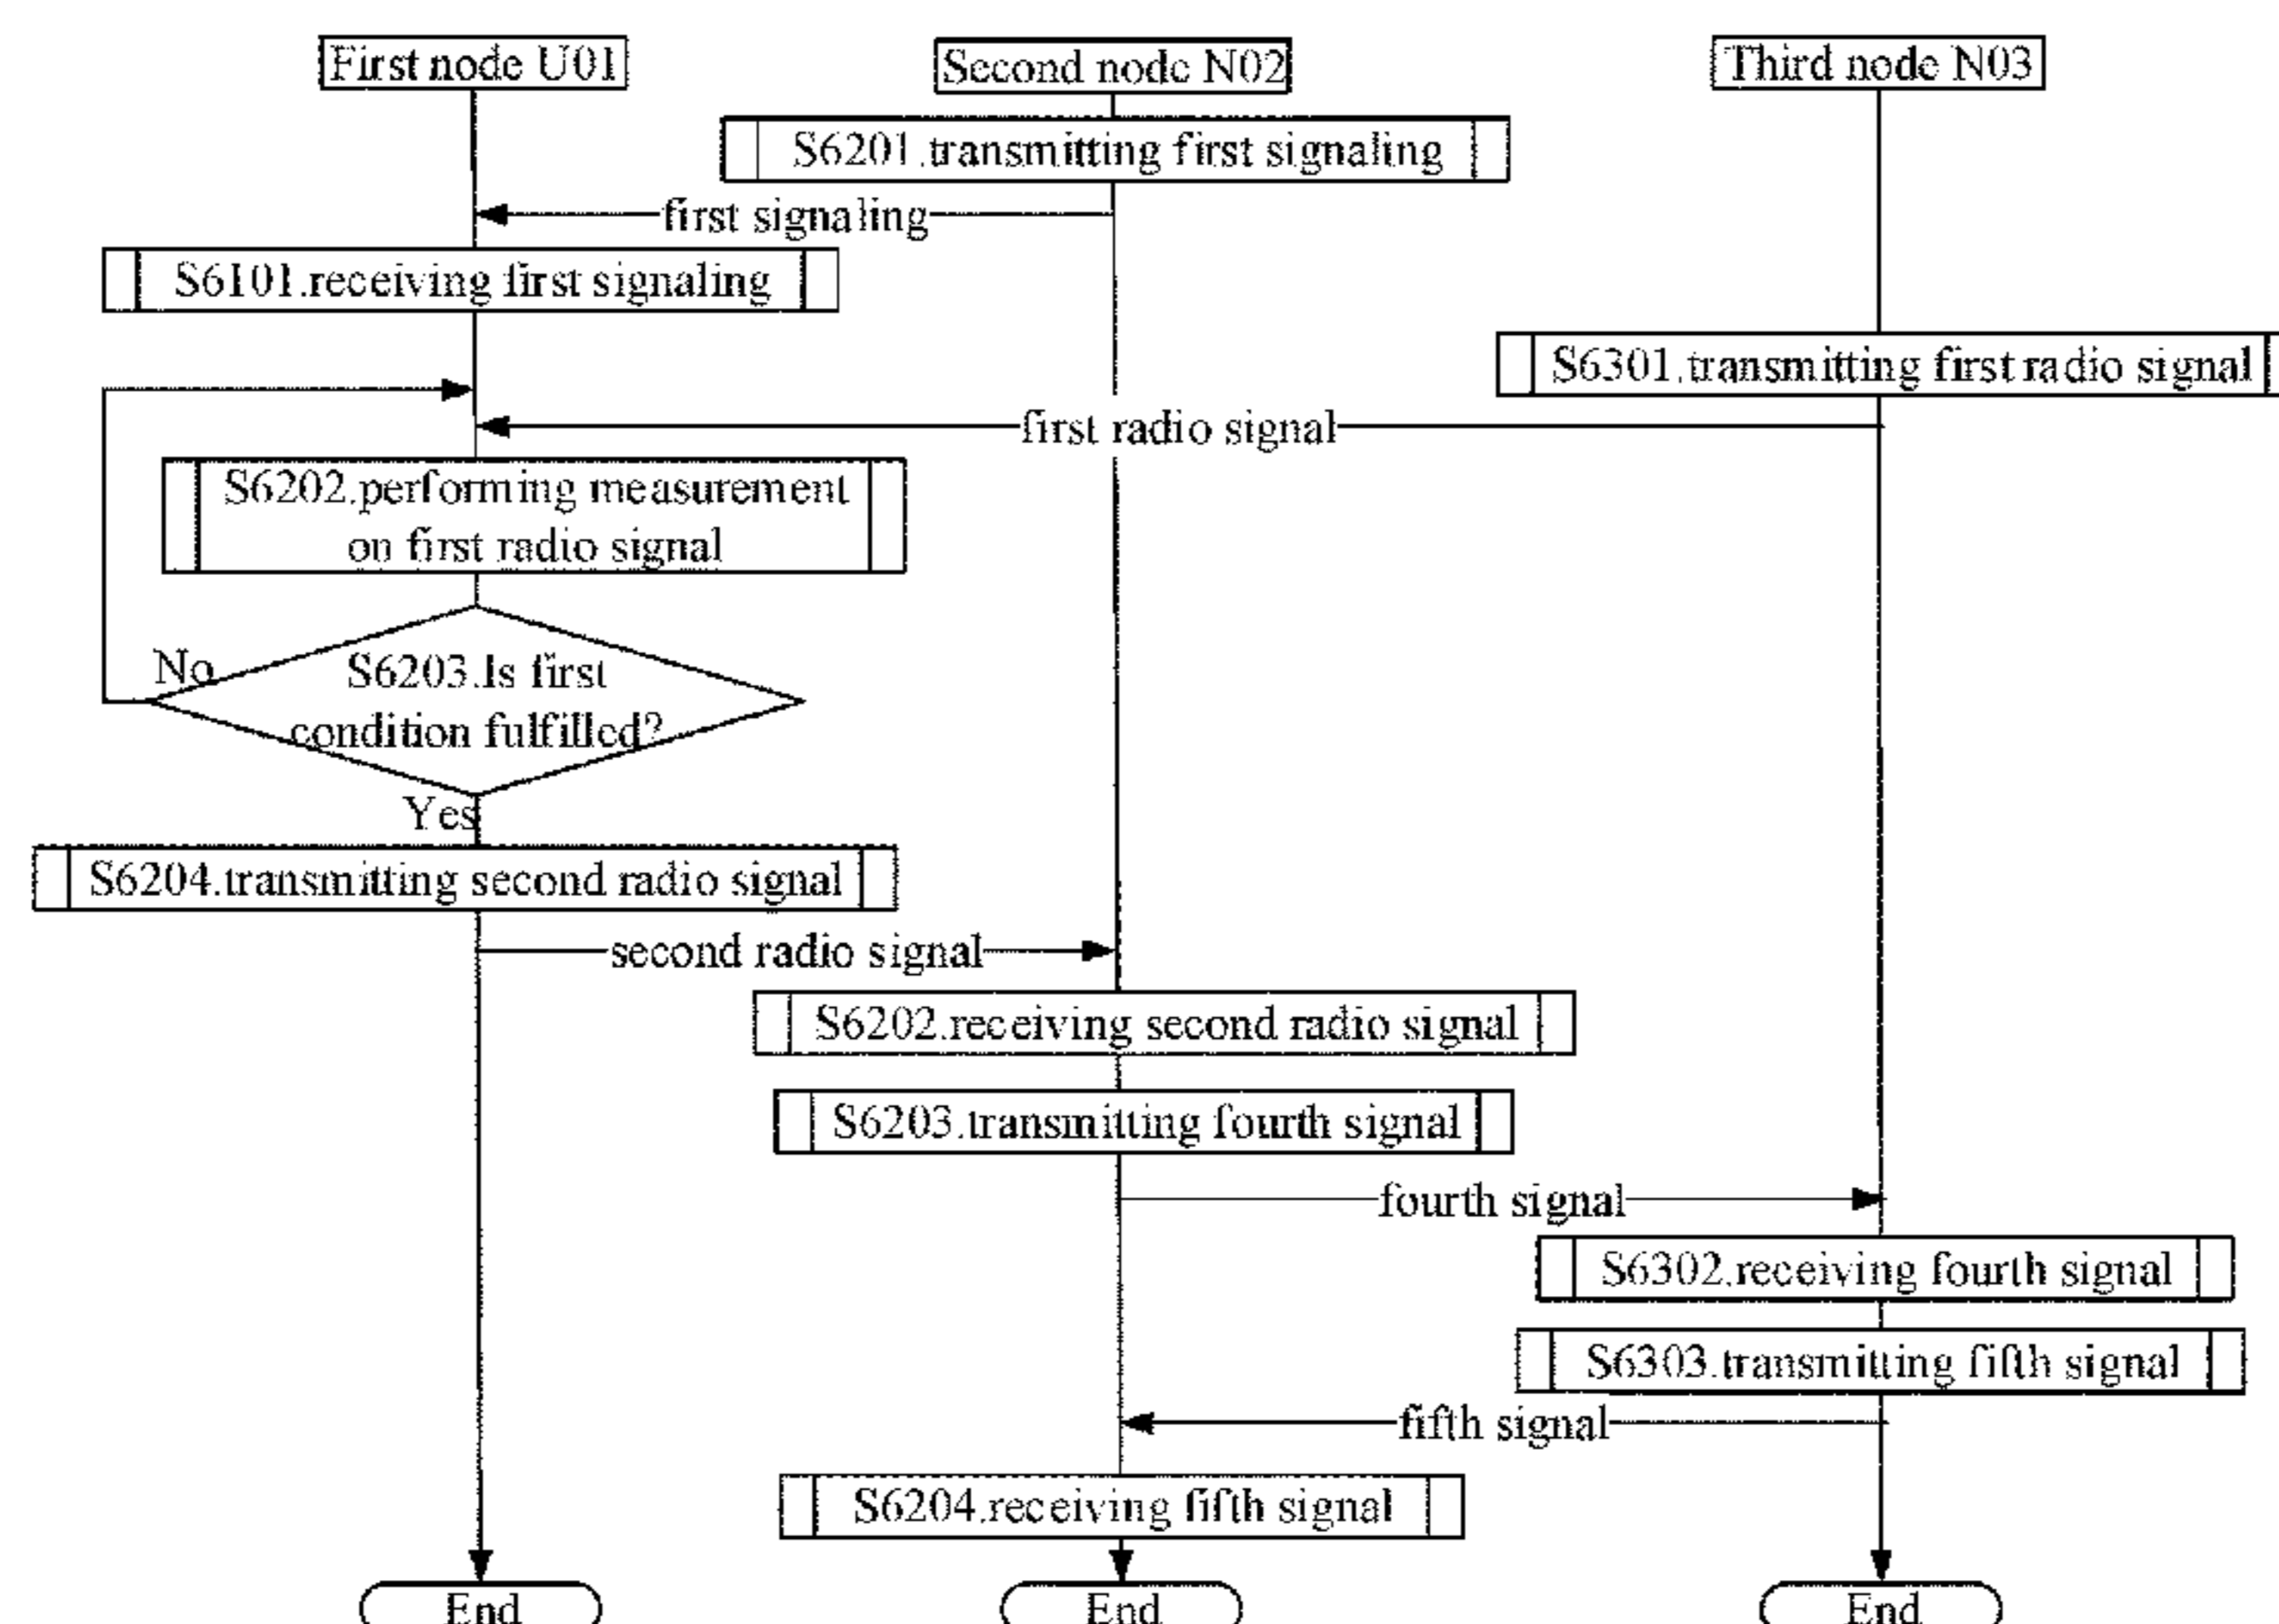 First node U01
Second node N02
Third node N03
S6201.transmitting first signaling
first signaling
S6101.receiving first signaling
S6301.transmitting first radio signal
first radio signal
S6202.performing measurement
on first radio signal
No
S6203.Is first
condition fulfilled?
Yes
S6204.transmitting second radio signal
second radio signal
S6202.receiving second radio signal
S6203.transmitting fourth signal
fourth signal
S6302.receiving fourth signal
S6303.transmitting fifth signal
fifth signal
S6204.receiving fifth signal
End
End
End